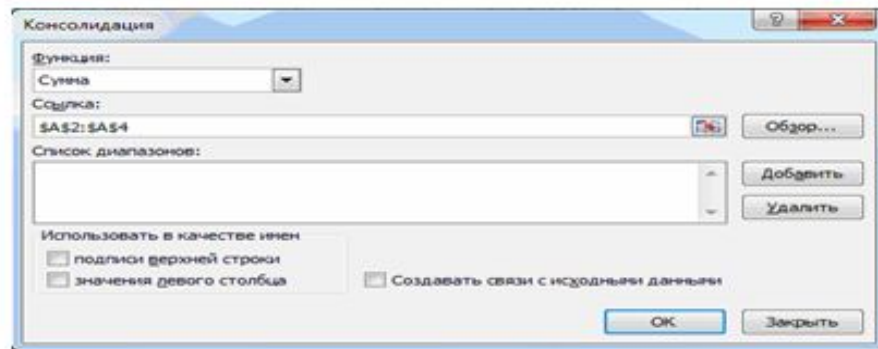 Консолидация
Функция:
Сумма
Ссылка:
$A$2:$A$4
Обзор...
Список диапазонов:
Добавить
Удалить
Использовать в качестве имен
подписи верхней строки
значения левого столбца
Создавать связи с исходными данными
ОК
Закрыть